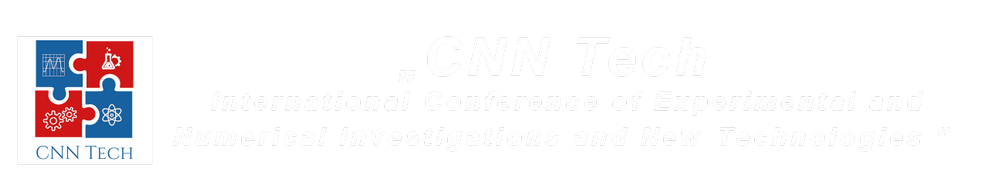 CNN TECH
„CNN Tech
International Conference of Experimental and
Numerical Investigations and New Technologies “